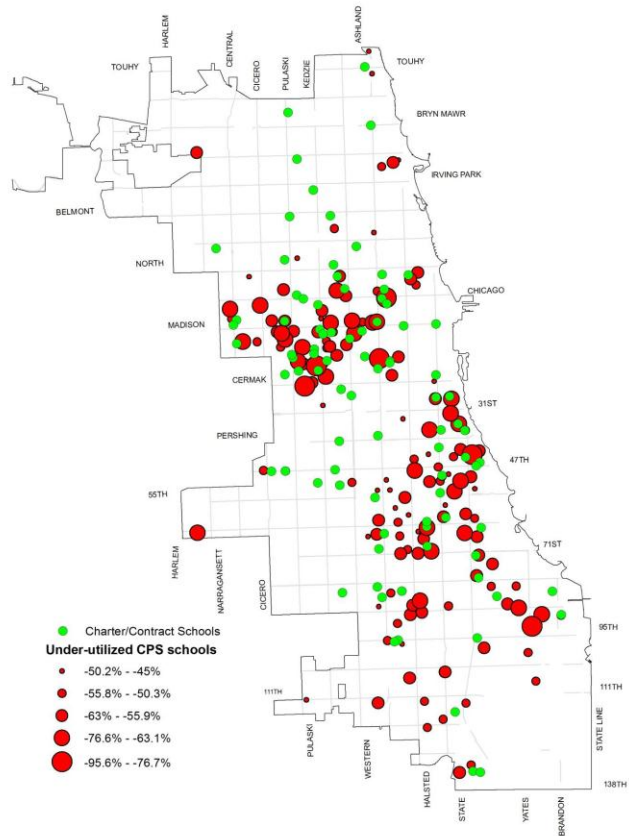 HARLEM
CENTRAL
CICERO
PULASKI
KEDZIE
ASHLAND
TOUHY
TOUHY
BRYN MAWR
IRVING PARK
BELMONT
NORTH
CHICAGO
MADISON
CERMAK
31ST
PERSHING
47TH
55TH
71ST
HARLEM
NARRAGANSETT
CICERO
95TH
Charter/Contract Schools
Under-utilized CPS schools
-50.2% - -45%
-55.8% - -50.3%
-63% - -55.9%
-76.6% - -63.1%
-95.6% - -76.7%
111TH
111TH
PULASKI
WESTERN
HALSTED
STATE
YATES
BRANDON
STATE LINE
138TH